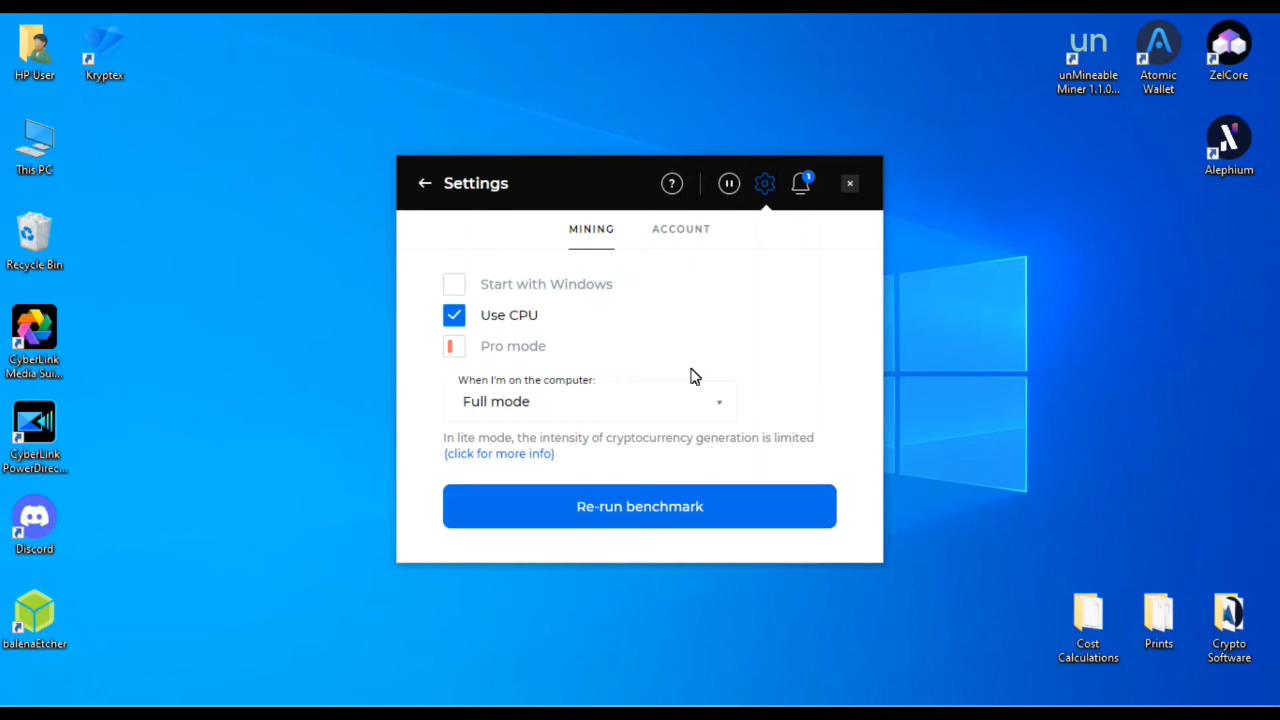 HP User
Kryptex
This PC
Recycle Bin
CyberLink
Media Sui...
CyberLink
PowerDirec...
Discord
balenaEtcher
un
unMineable
Miner 1.1.0...
Atomic
Wallet
ZelCore
Alephium
Settings
?
1
MINING
ACCOUNT
Start with Windows
Use CPU
Pro mode
When I'm on the computer:
Full mode
In lite mode, the intensity of cryptocurrency generation is limited
(click for more info)
Re-run benchmark
Cost
Calculations
Prints
Crypto
Software